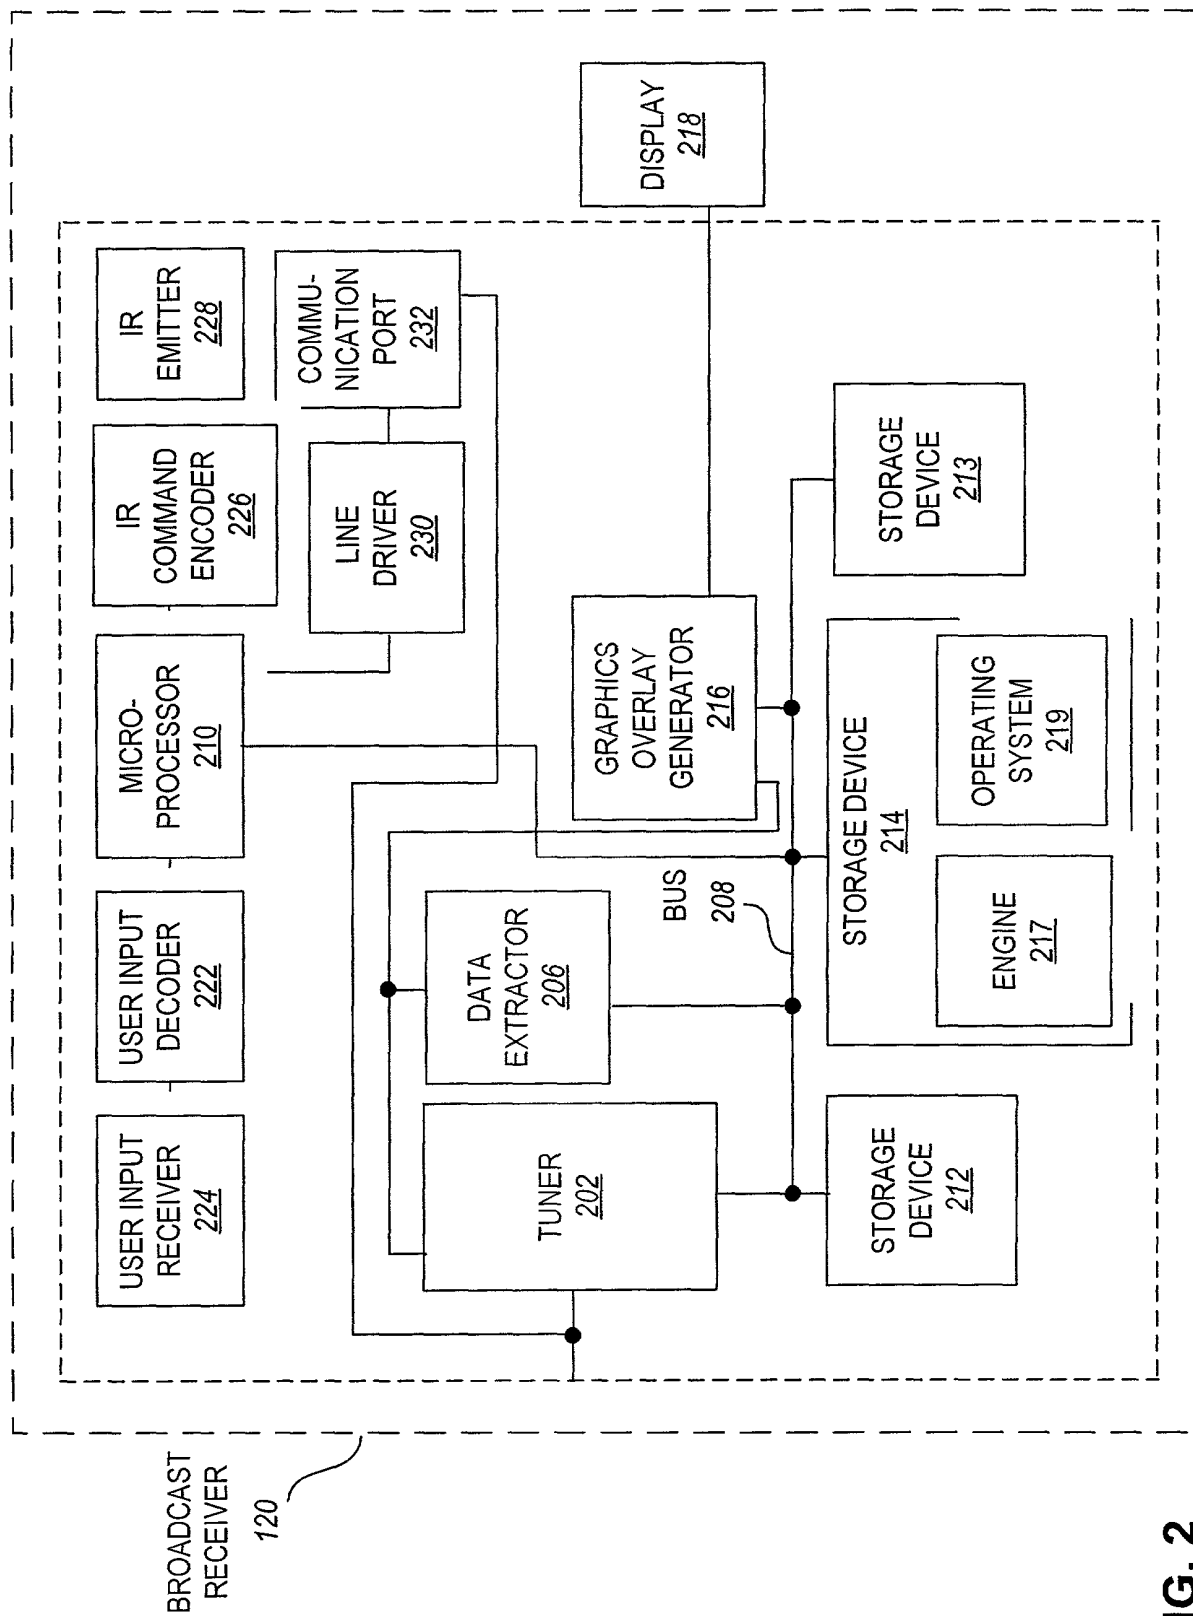 BROADCAST
RECEIVER
120
USER INPUT
RECEIVER
224
USER INPUT
DECODER
222
MICRO-
PROCESSOR
210
IR
COMMAND
ENCODER
226
IR
EMITTER
228
LINE
DRIVER
230
COMMU-
NICATION
PORT
232
TUNER
202
DATA
EXTRACTOR
206
GRAPHICS
OVERLAY
GENERATOR
216
DISPLAY
218
BUS
208
STORAGE
DEVICE
212
STORAGE DEVICE
214
ENGINE
217
OPERATING
SYSTEM
219
STORAGE
DEVICE
213
IG. 2